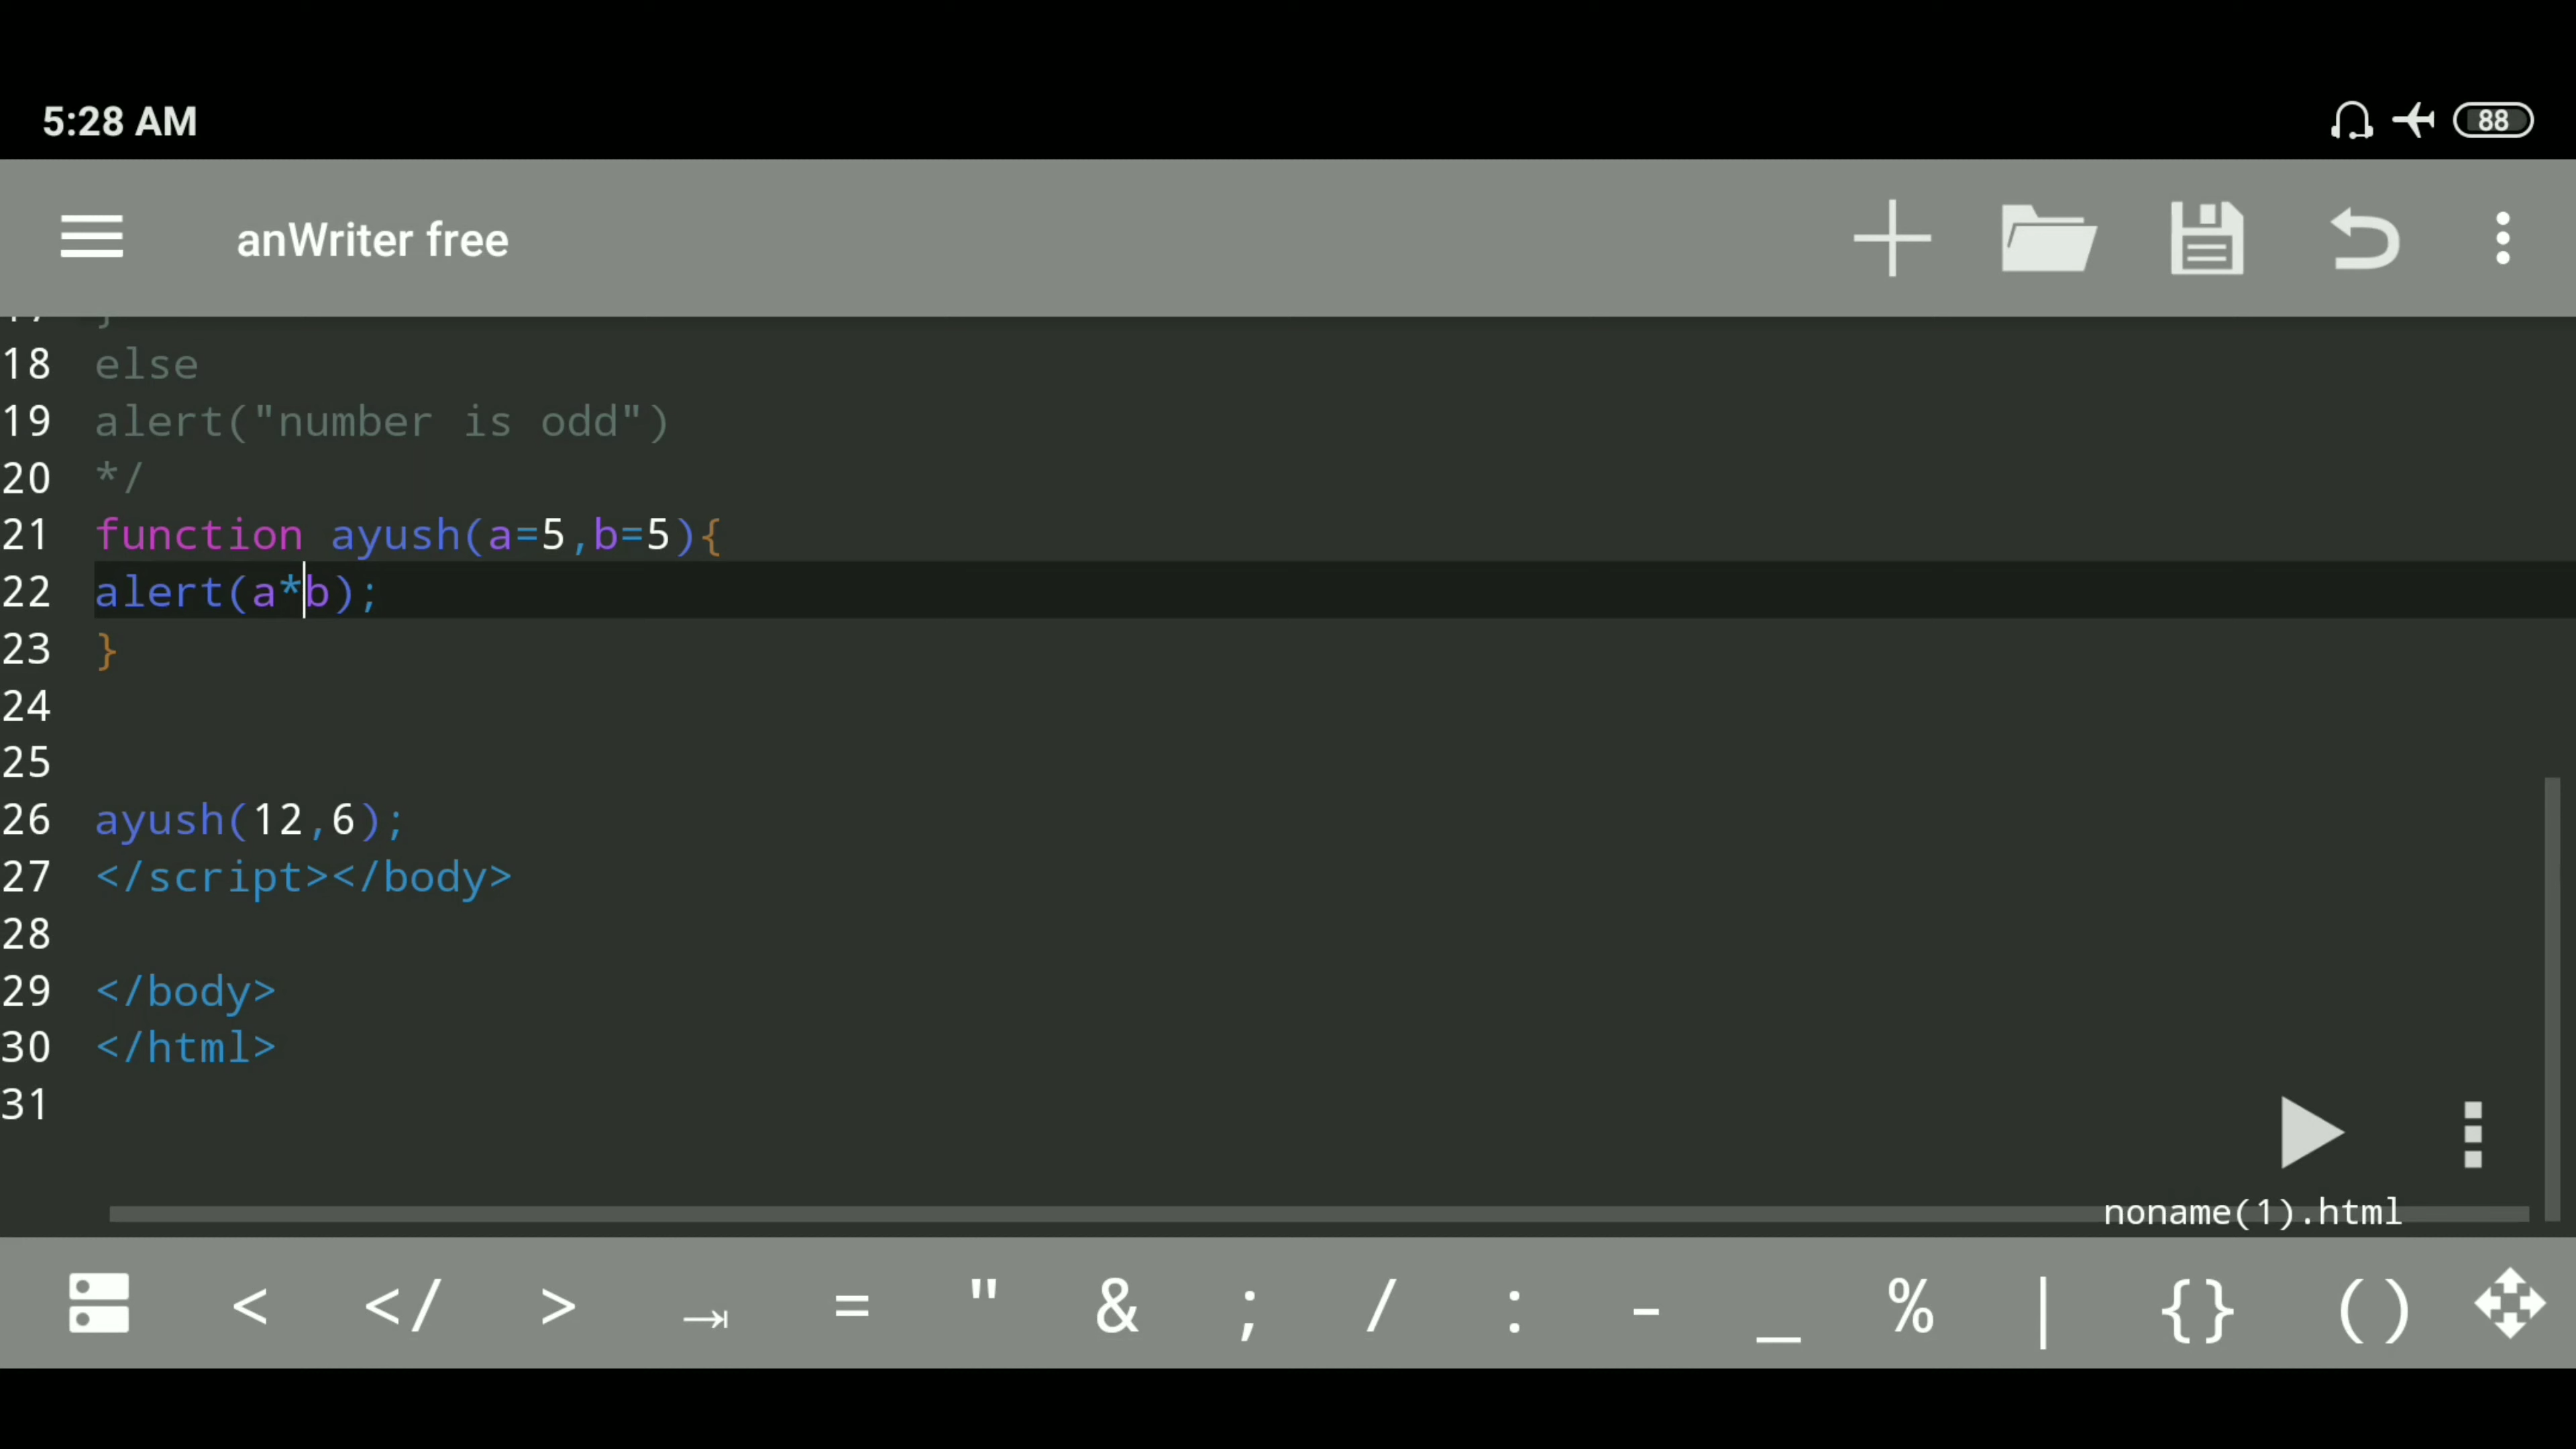 5:28 AM
88
anWriter free
18 else
19 alert("number is odd")
20 */
21 function ayush(a=5,b=5){
22 alert(a*b);
23 }
24
25
26 ayush(12,6);
27 </script></body>
28
29 </body>
30 </html>
31
noname(1).html
< </ > = " & ; / : - _ % | {} ()